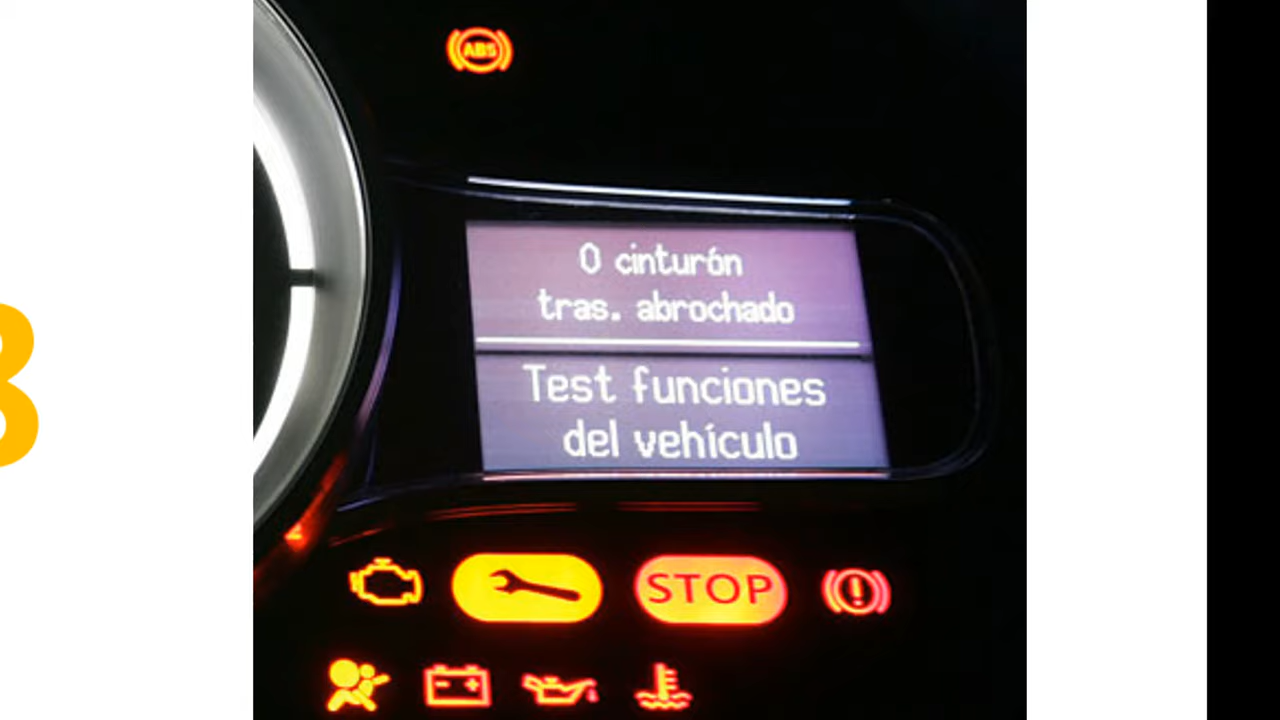 ABS
0 cinturón
tras. abrochado
Test funciones
del vehículo
STOP